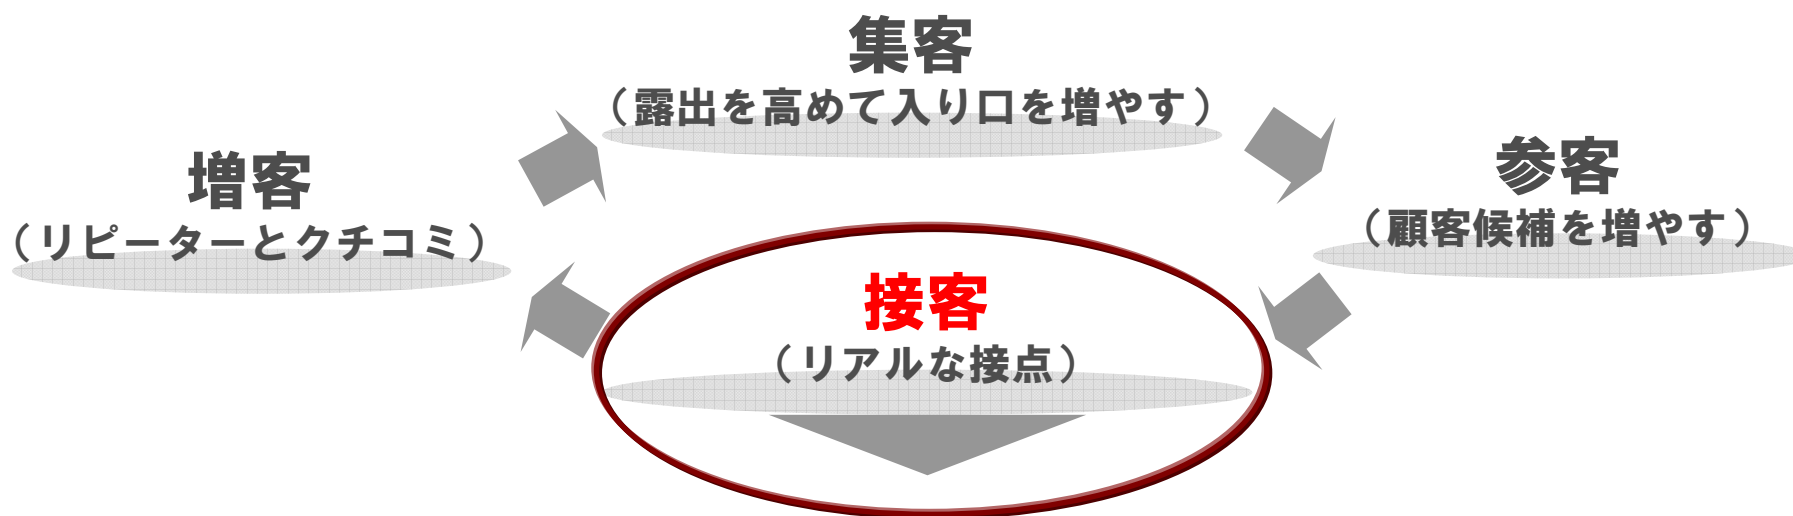 集客
（露出を高めて入り口を増やす）
参客
（顧客候補を増やす）
増客
（リピーターとクチコミ）
接客
（リアルな接点）